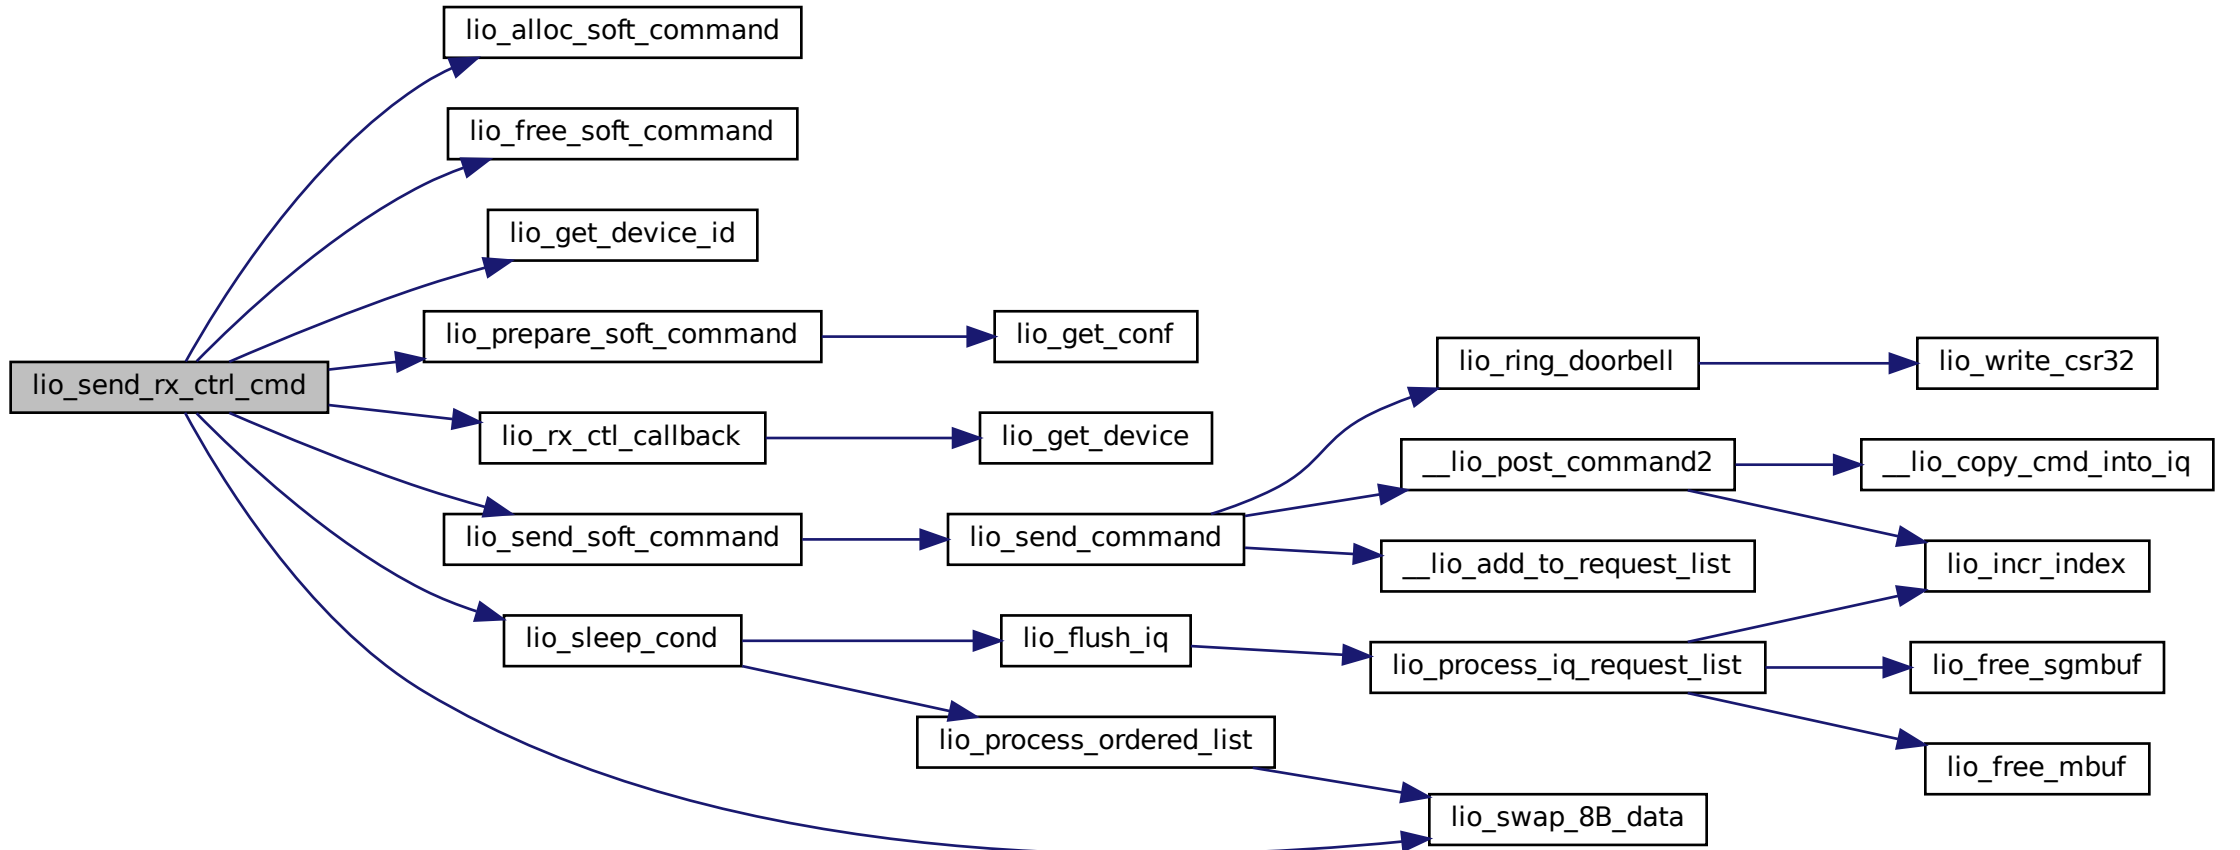 lio_alloc_soft_command
lio_free_soft_command
lio_get_device_id
lio_prepare_soft_command
lio_get_conf
lio_ring_doorbell
lio_write_csr32
lio_send_rx_ctrl_cmd
lio_rx_ctl_callback
lio_get_device
__lio_post_command2
__lio_copy_cmd_into_iq
lio_send_soft_command
lio_send_command
__lio_add_to_request_list
lio_incr_index
lio_sleep_cond
lio_flush_iq
lio_process_iq_request_list
lio_free_sgmbuf
lio_process_ordered_list
lio_free_mbuf
lio_swap_8B_data